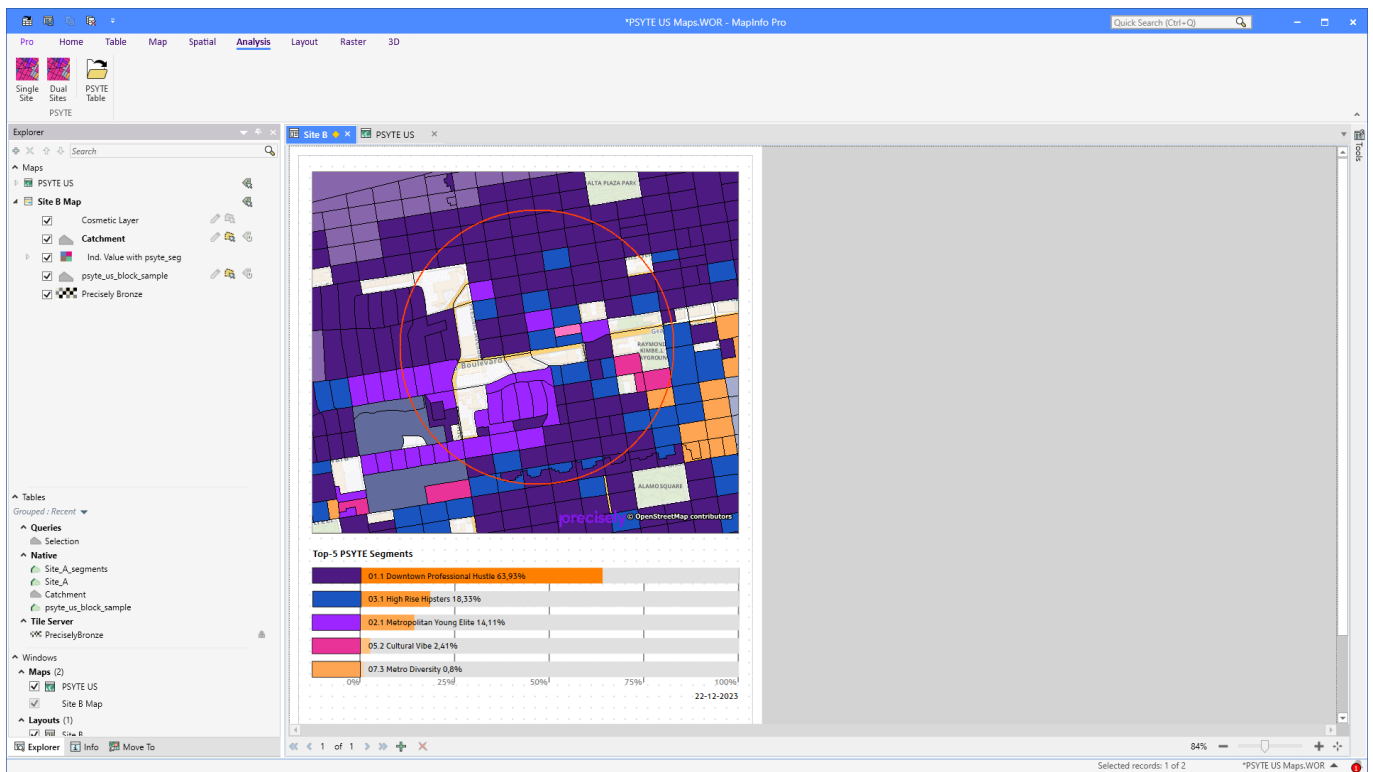 *PSYTE US Maps.WOR - MapInfo Pro
Quick Search (Ctrl+Q)
Pro Home Table Map Spatial Analysis Layout Raster 3D
Single Site
Dual Sites
PSYTE Table
PSYTE
Explorer
Search
Maps
PSYTE US
Site B Map
Cosmetic Layer
Catchment
Ind. Value with psyte_seg
psyte_us_block_sample
Precisely Bronze
Tables
Grouped : Recent
Queries
Selection
Native
Site_A_segments
Site_A
Catchment
psyte_us_block_sample
Tile Server
PreciselyBronze
Windows
Maps (2)
PSYTE US
Site B Map
Layouts (1)
Site B
Explorer Info Move To
Site B
PSYTE US
Tools
ALTA PLAZA PARK
RAYMOND
KIMBELL
Boulevard
ALAMO SQUARE
precisely
© OpenStreetMap contributors
Top-5 PSYTE Segments
01.1 Downtown Professional Hustle 63,93%
03.1 High Rise Hipsters 18,33%
02.1 Metropolitan Young Elite 14,11%
05.2 Cultural Vibe 2,41%
07.3 Metro Diversity 0,8%
0% 25% 50% 75% 100%
22-12-2023
1 of 1
84%
Selected records: 1 of 2
*PSYTE US Maps.WOR
1